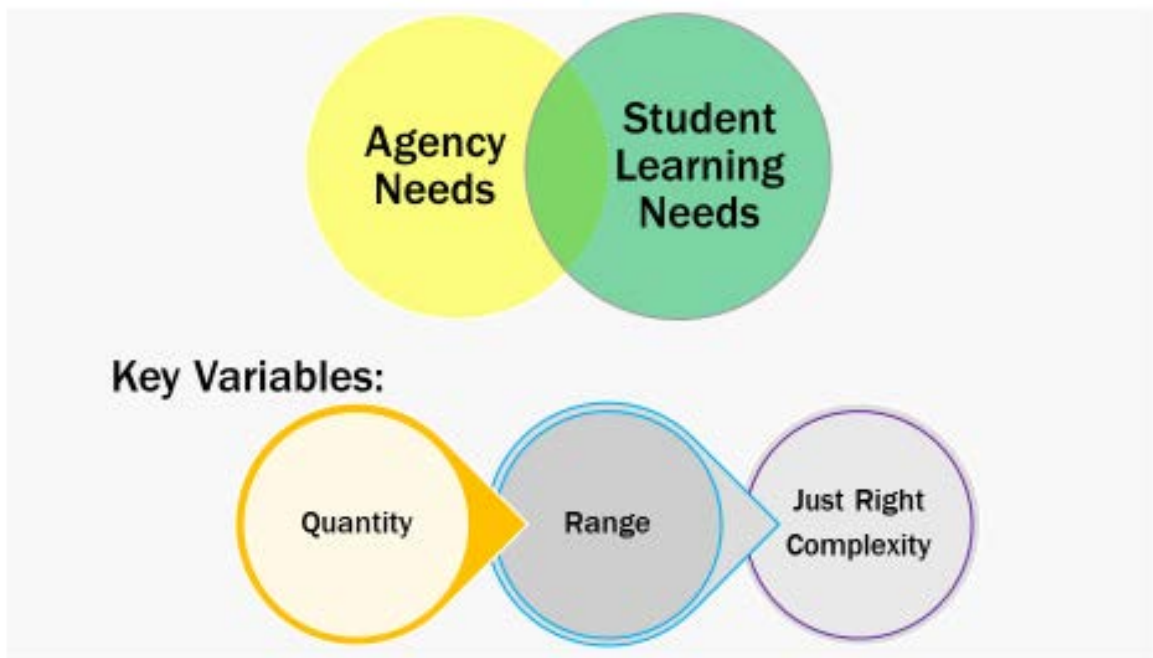 Agency
Needs
Student
Learning
Needs
Key Variables:
Quantity
Range
Just Right
Complexity